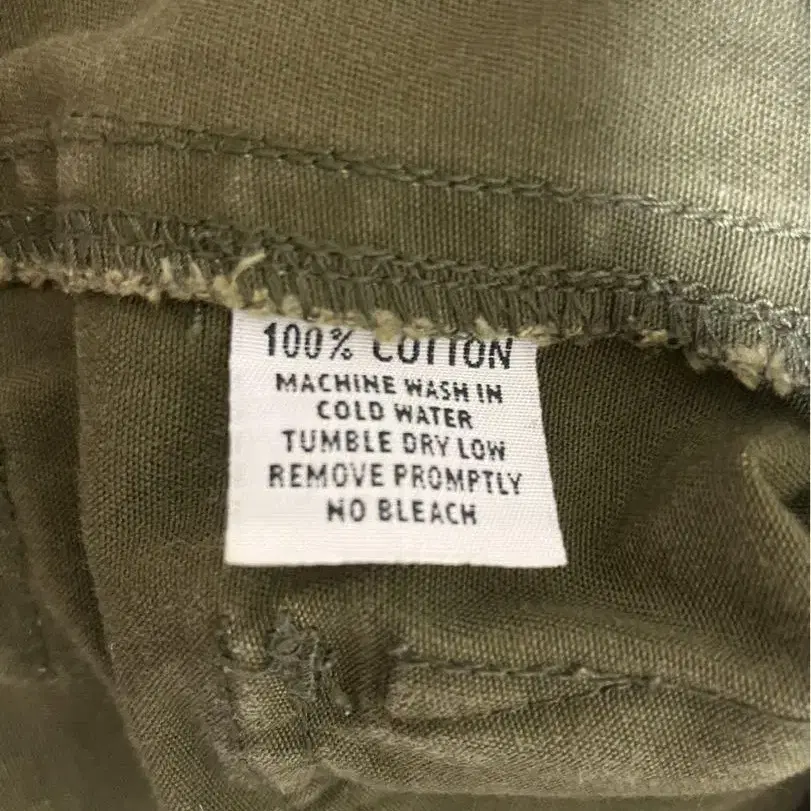 100% COTTON
MACHINE WASH IN
COLD WATER
TUMBLE DRY LOW
REMOVE PROMPTLY
NO BLEACH